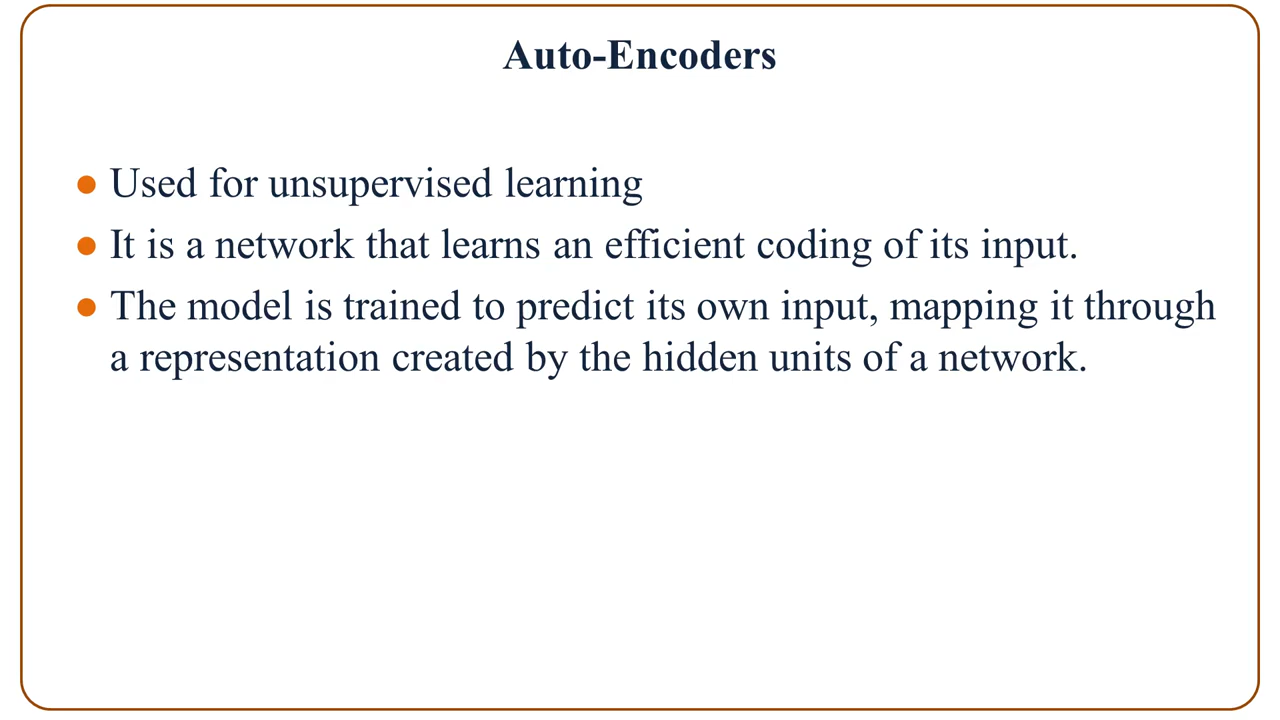 Auto-Encoders
● Used for unsupervised learning
● It is a network that learns an efficient coding of its input.
● The model is trained to predict its own input, mapping it through
a representation created by the hidden units of a network.